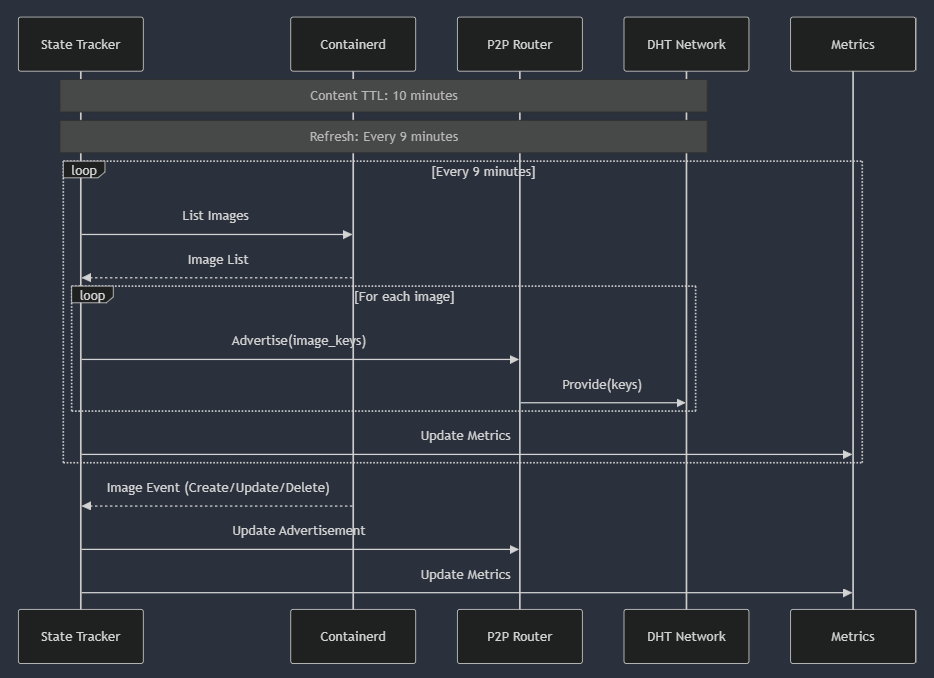 State Tracker
Containerd
P2P Router
DHT Network
Metrics
Content TTL: 10 minutes
Refresh: Every 9 minutes
loop
[Every 9 minutes]
List Images
Image List
loop
[For each image]
Advertise(image_keys)
Provide(keys)
Update Metrics
Image Event (Create/Update/Delete)
Update Advertisement
Update Metrics
State Tracker
Containerd
P2P Router
DHT Network
Metrics